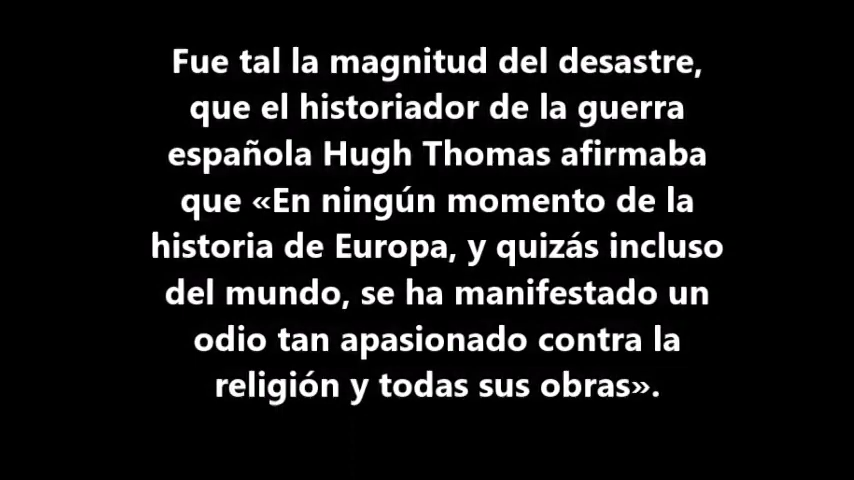 Fue tal la magnitud del desastre,
que el historiador de la guerra
española Hugh Thomas afirmaba
que «En ningún momento de la
historia de Europa, y quizás incluso
del mundo, se ha manifestado un
odio tan apasionado contra la
religión y todas sus obras».